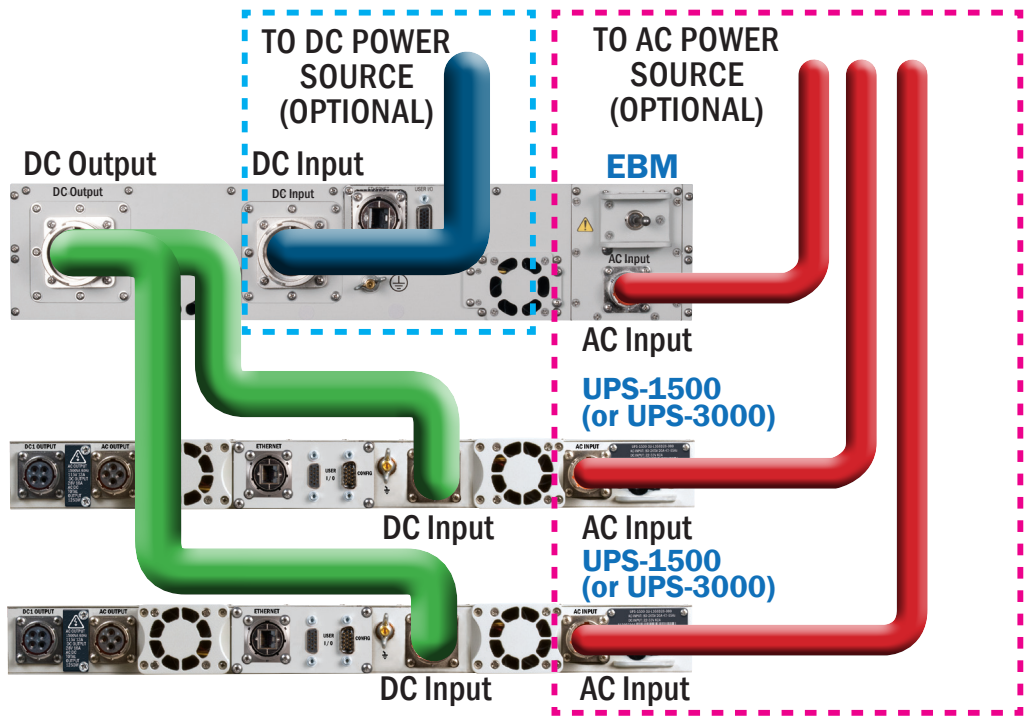 TO DC POWER
SOURCE
(OPTIONAL)
TO AC POWER
SOURCE
(OPTIONAL)
DC Output
DC Input
EBM
DC Output
DC Input
USER I/O
AC Input
AC Input
UPS-1500
(or UPS-3000)
DC1 OUTPUT
AC OUTPUT
ETHERNET
USER
I/O
CONFIG
AC INPUT
DC Input
AC Input
UPS-1500
(or UPS-3000)
DC1 OUTPUT
AC OUTPUT
ETHERNET
USER
I/O
CONFIG
AC INPUT
DC Input
AC Input